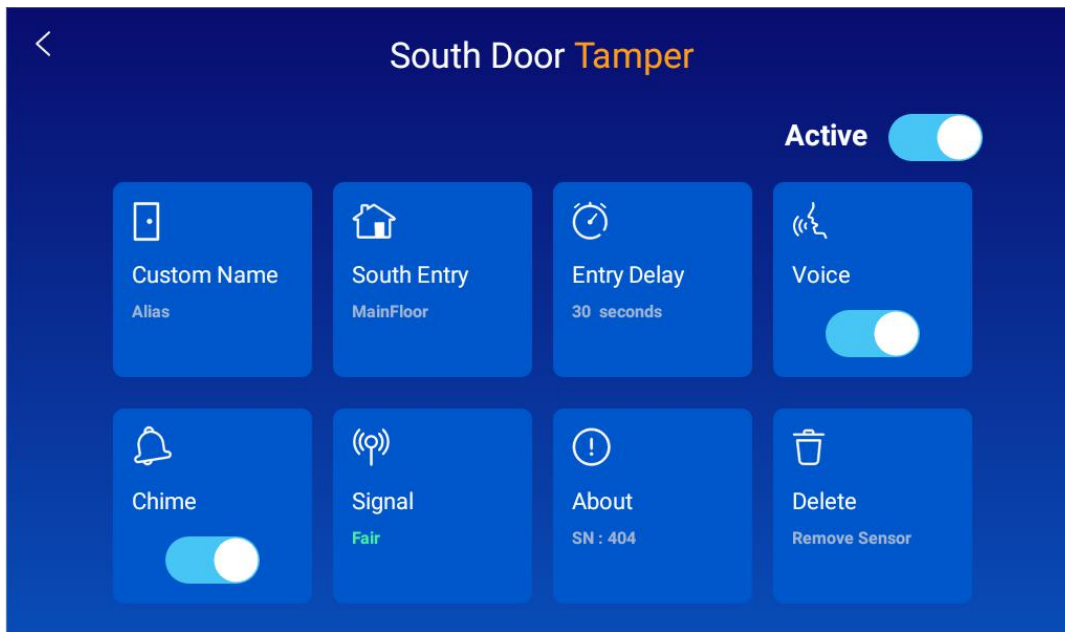 South Door Tamper
Active
Custom Name
Alias
South Entry
MainFloor
Entry Delay
30 seconds
Voice
Chime
Signal
Fair
About
SN : 404
Delete
Remove Sensor